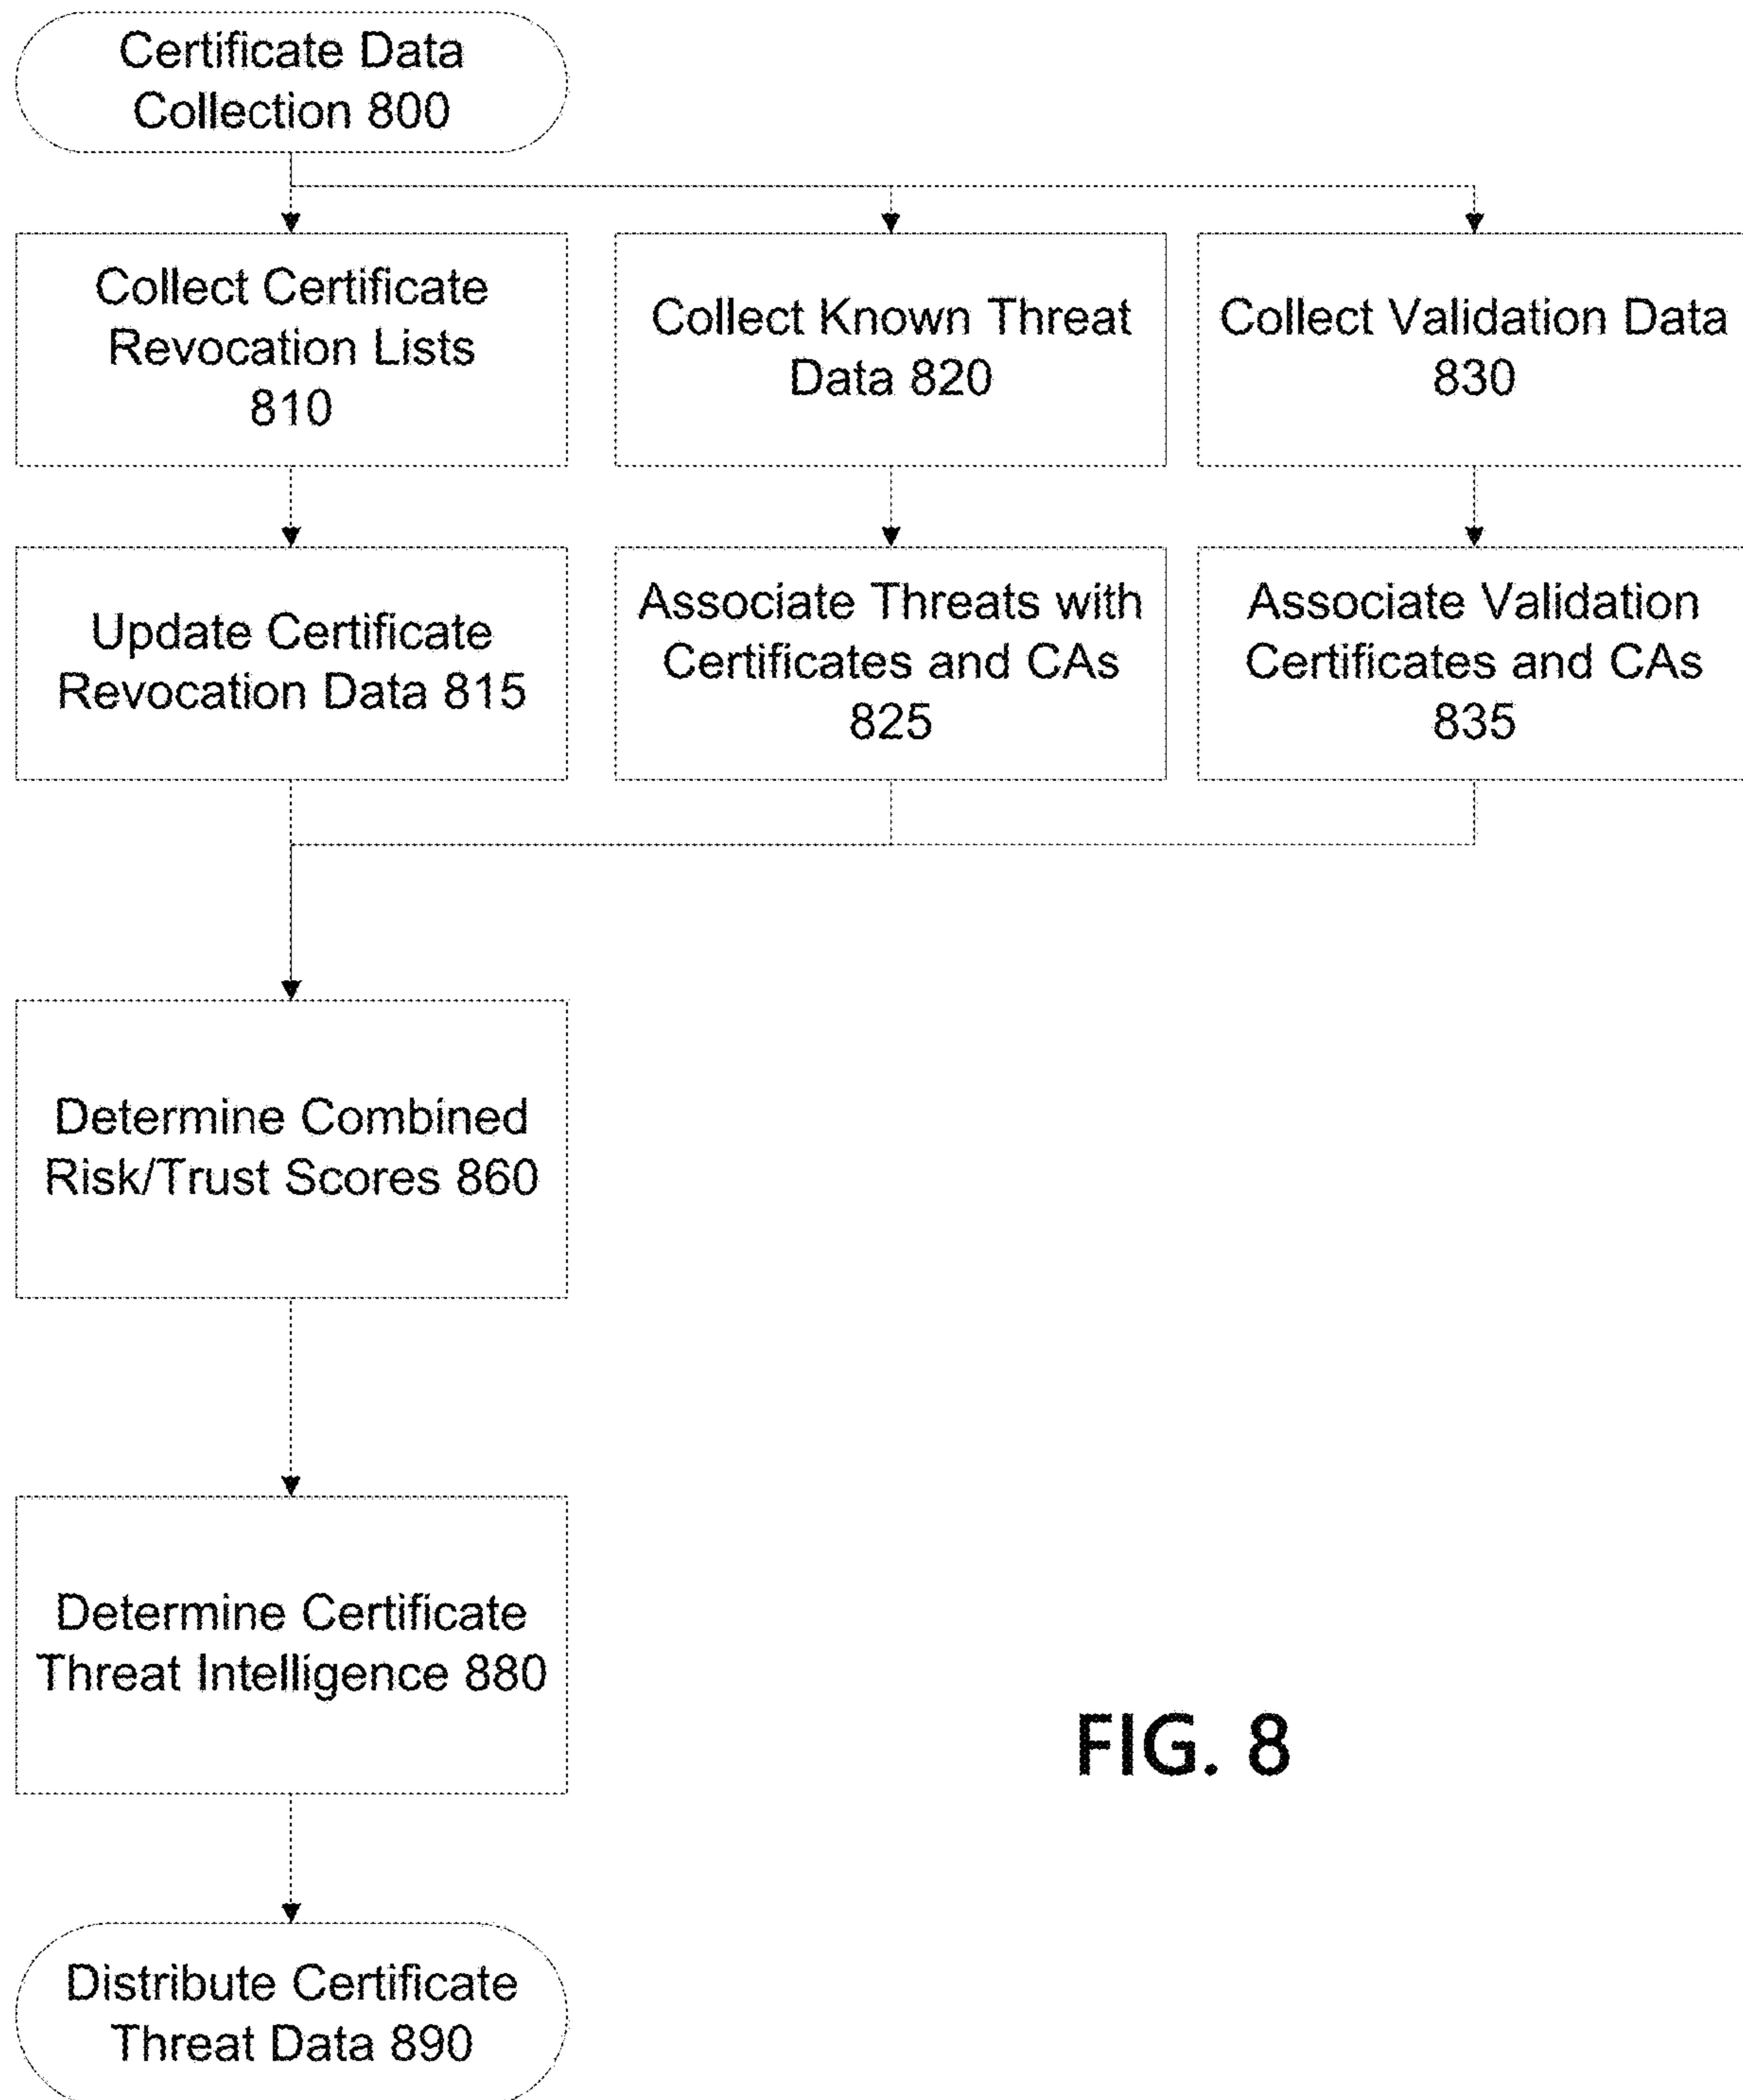 Certificate Data
Collection 800
Collect Certificate
Revocation Lists
810
Collect Known Threat
Data 820
Collect Validation Data
830
Update Certificate
Revocation Data 815
Associate Threats with
Certificates and CAs
825
Associate Validation
Certificates and CAs
835
Determine Combined
Risk/Trust Scores 860
Determine Certificate
Threat Intelligence 880
FIG. 8
Distribute Certificate
Threat Data 890